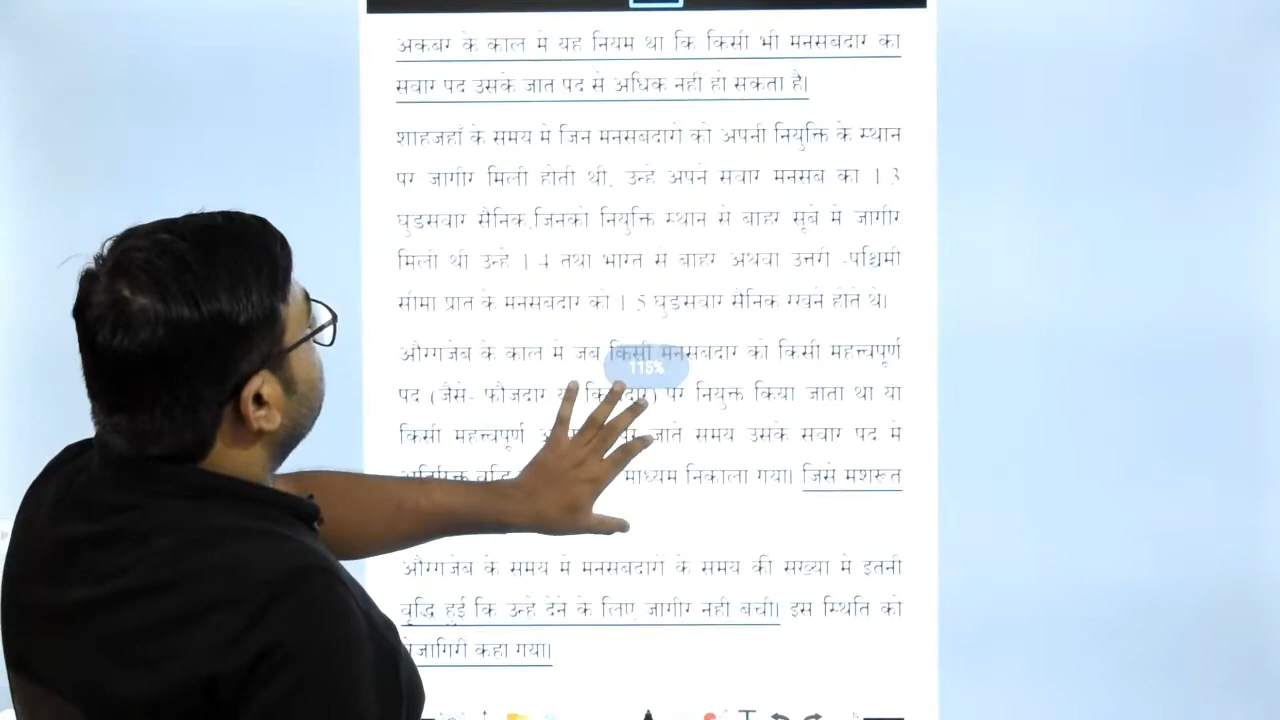 अकबर के काल में यह नियम था कि किसी भी मनसबदार का
सवार पद उसके जात पद से अधिक नहीं हो सकता है।
शाहजहाँ के समय में जिन मनसबदारों को अपनी नियुक्ति के स्थान
पर जागीर मिली होती थी, उन्हें अपने सवार मनसब का 1/3
घुड़सवार सैनिक, जिनको नियुक्ति स्थान से बाहर सूबे में जागीर
मिली थी उन्हें 1/4 तथा भारत से बाहर अथवा उत्तरी -पश्चिमी
सीमा प्रांत के मनसबदार को 1/5 घुड़सवार सैनिक रखने होते थे।
औरंगजेब के काल में जब किसी मनसबदार को किसी महत्त्वपूर्ण
115%
पद (जैसे- फौजदार या किलेदार) पर नियुक्त किया जाता था या
किसी महत्त्वपूर्ण पर जाते समय उसके सवार पद में
अतिरिक्त वृद्धि माध्यम निकाला गया। जिसे मशरूत
औरंगजेब के समय में मनसबदारों के समय की संख्या में इतनी
वृद्धि हुई कि उन्हें देने के लिए जागीर नहीं बची। इस स्थिति को
बेजागिरी कहा गया।